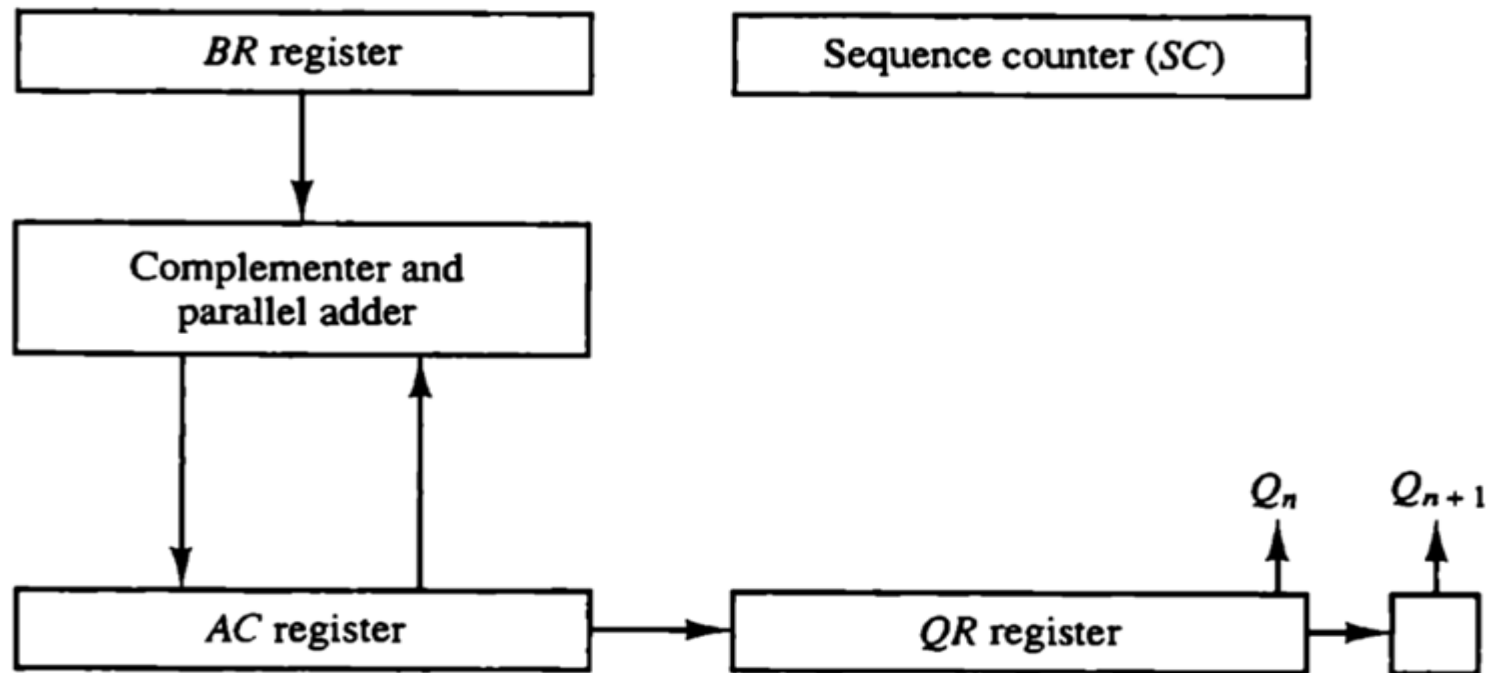 BR register
Sequence counter (SC)
Complementer and
parallel adder
Qn
Qn + 1
AC register
QR register